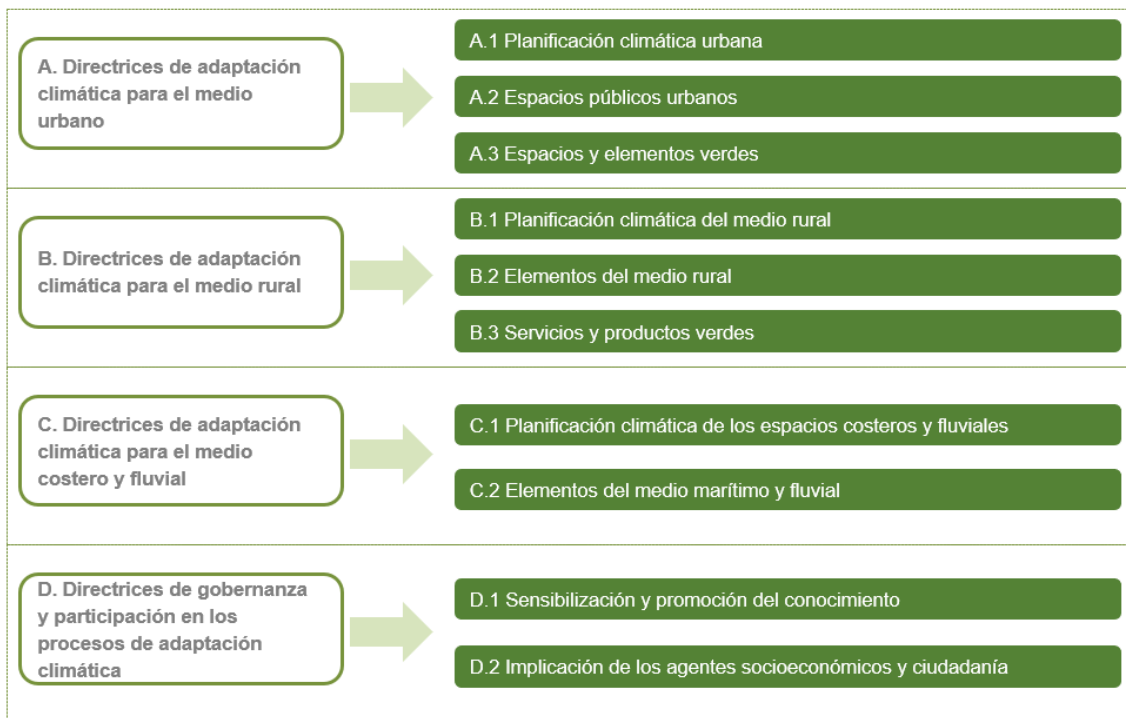 A. Directrices de adaptación
climática para el medio
urbano
A.1 Planificación climática urbana
A.2 Espacios públicos urbanos
A.3 Espacios y elementos verdes
B. Directrices de adaptación
climática para el medio rural
B.1 Planificación climática del medio rural
B.2 Elementos del medio rural
B.3 Servicios y productos verdes
C. Directrices de adaptación
climática para el medio
costero y fluvial
C.1 Planificación climática de los espacios costeros y fluviales
C.2 Elementos del medio marítimo y fluvial
D. Directrices de gobernanza
y participación en los
procesos de adaptación
climática
D.1 Sensibilización y promoción del conocimiento
D.2 Implicación de los agentes socioeconómicos y ciudadanía